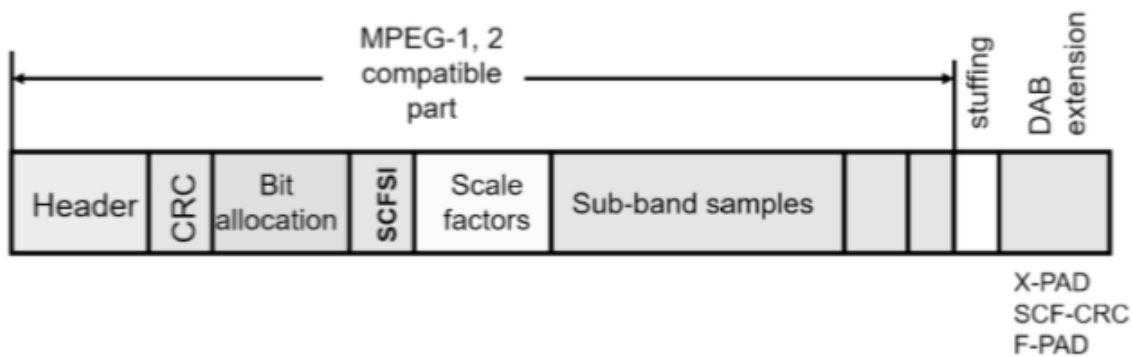 MPEG-1, 2
compatible
part
stuffing
DAB
extension
Header
CRC
Bit
allocation
SCFSI
Scale
factors
Sub-band samples
X-PAD
SCF-CRC
F-PAD